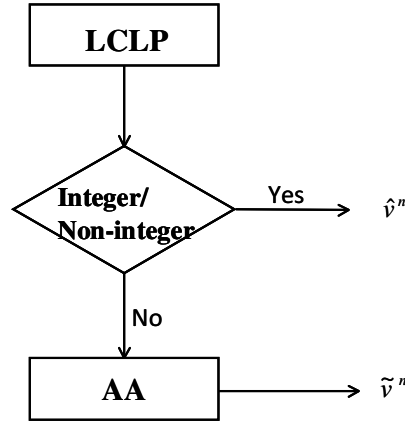 LCLP
Integer/
Non-integer
Yes
v̂ⁿ
No
AA
ṽⁿ